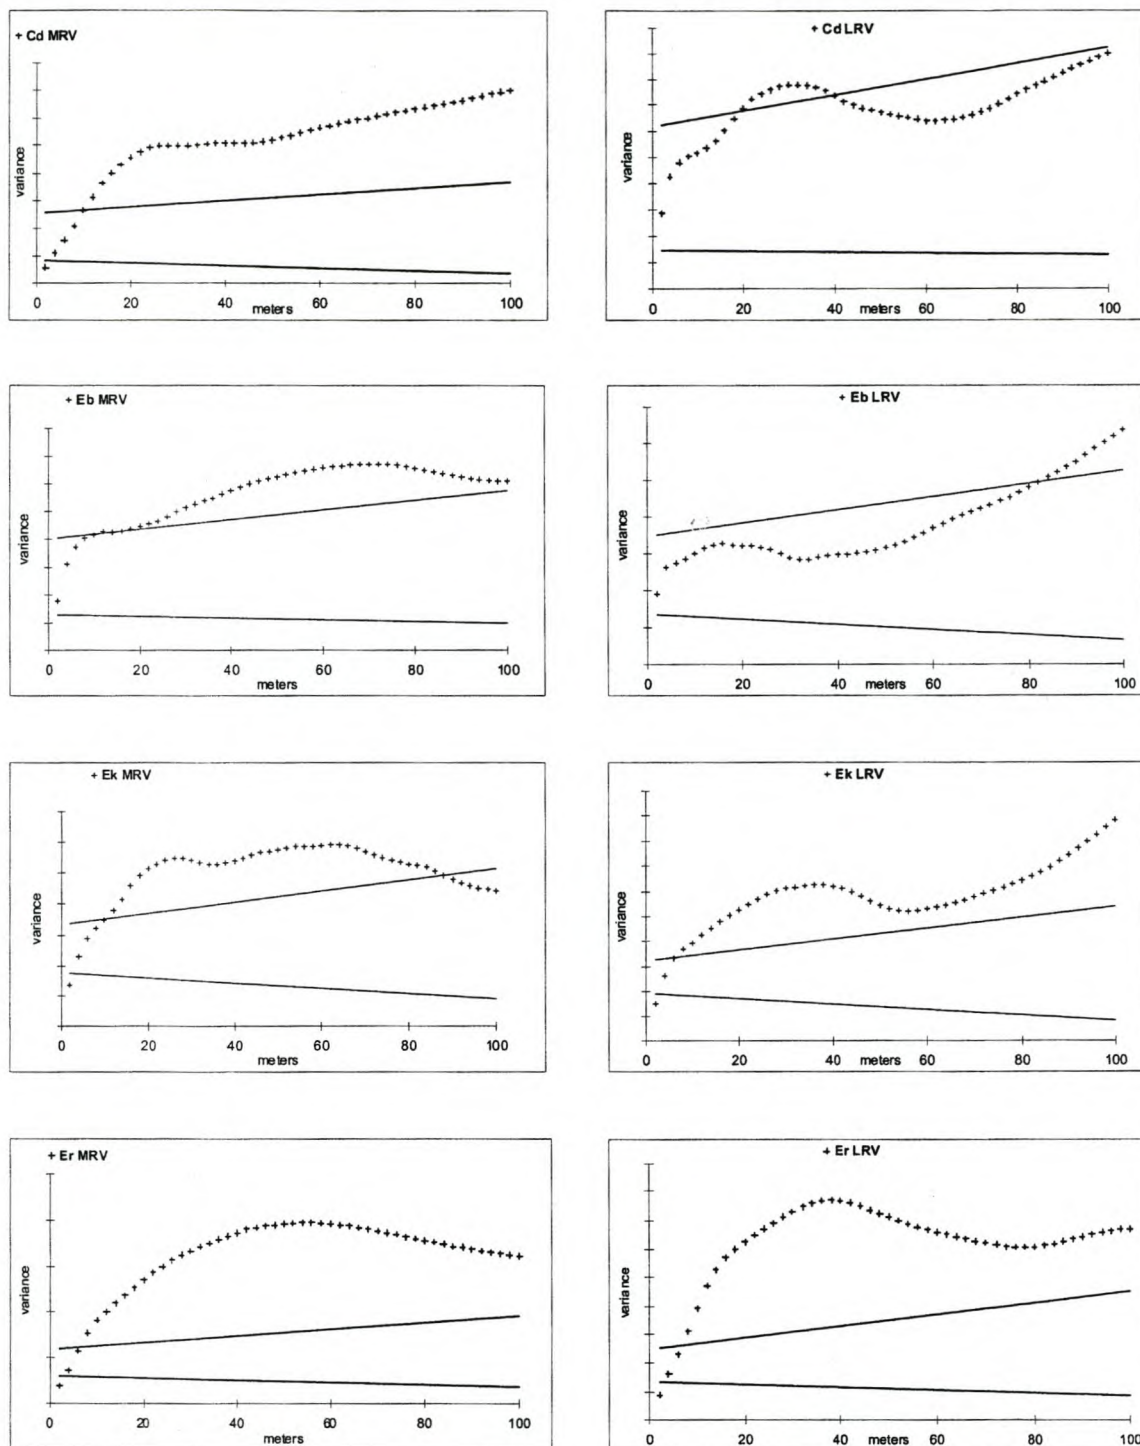 + Cd MRV
variance
0 20 40 60 80 100
meters
+ Cd LRV
variance
0 20 40 60 80 100
meters
+ Eb MRV
variance
0 20 40 60 80 100
meters
+ Eb LRV
variance
0 20 40 60 80 100
meters
+ Ek MRV
variance
0 20 40 60 80 100
meters
+ Ek LRV
variance
0 20 40 60 80 100
meters
+ Er MRV
variance
0 20 40 60 80 100
meters
+ Er LRV
variance
0 20 40 60 80 100
meters